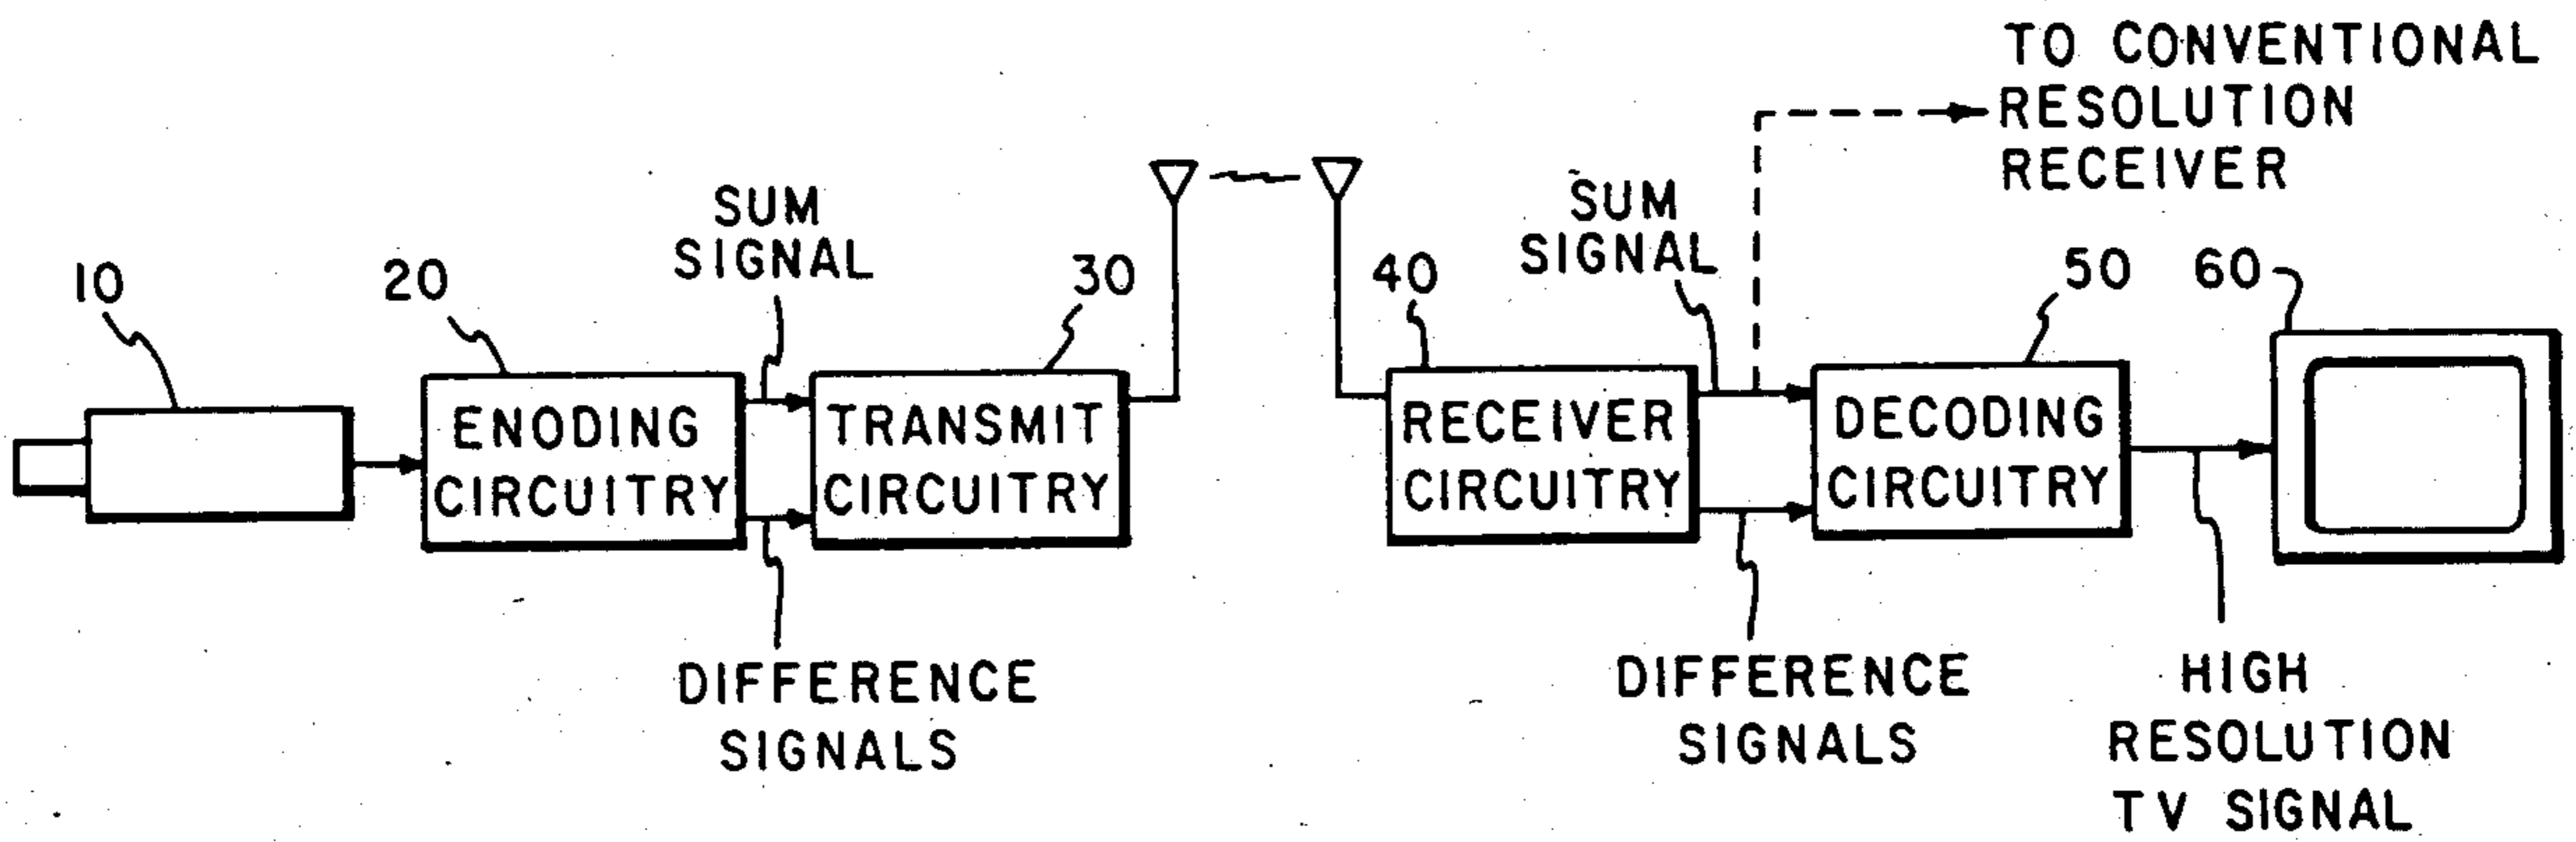 TO CONVENTIONAL
RESOLUTION
RECEIVER
SUM
SIGNAL
SUM
SIGNAL
10
20
30
40
50
60
ENODING
CIRCUITRY
TRANSMIT
CIRCUITRY
RECEIVER
CIRCUITRY
DECODING
CIRCUITRY
DIFFERENCE
SIGNALS
DIFFERENCE
SIGNALS
HIGH
RESOLUTION
TV SIGNAL